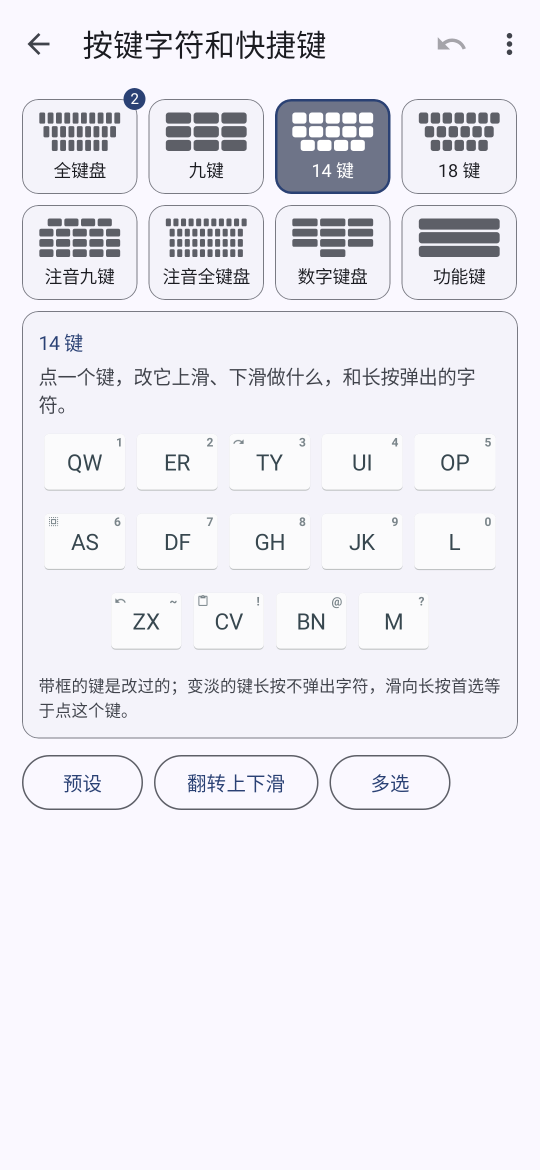 按键字符和快捷键
2
全键盘 九键 14 键 18 键
注音九键 注音全键盘 数字键盘 功能键
14 键
点一个键，改它上滑、下滑做什么，和长按弹出的字
符。
1 2 3 4 5
QW ER TY UI OP
6 7 8 9 0
AS DF GH JK L
~ ! @ ?
ZX CV BN M
带框的键是改过的；变淡的键长按不弹出字符，滑向长按首选等
于点这个键。
预设 翻转上下滑 多选